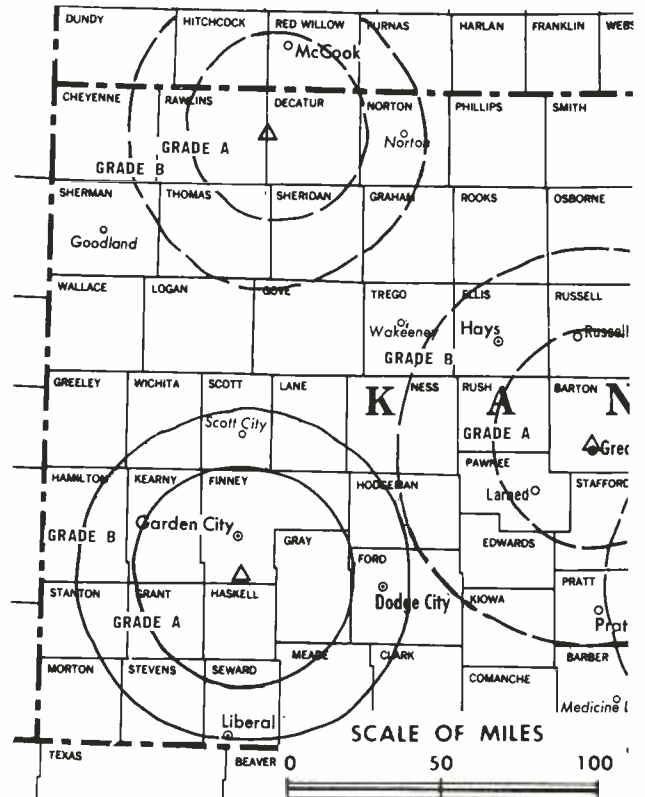 DUNDY HITCHCOCK RED WILLOW FURNAS HARLAN FRANKLIN WEBS
McCook
CHEYENNE RAWLINS DECATUR NORTON PHILLIPS SMITH
GRADE A
Norton
GRADE B
SHERMAN THOMAS SHERIDAN GRAHAM ROOKS OSBORNE
Goodland
WALLACE LOGAN GOVE TREGO ELLIS RUSSELL
Wakeeney Hays Russell
GRADE B
GREELEY WICHITA SCOTT LANE NESS RUSH BARTON
K A N
Scott City
GRADE A
Grea
PAWNEE
HAMILTON KEARNY FINNEY HODGEMAN STAFFORD
Larned
Garden City
GRADE B
GRAY EDWARDS
FORD
PRATT
STANTON GRANT HASKELL
Dodge City KIOWA
GRADE A
Prat
MEADE CLARK BARBER
MORTON STEVENS SEWARD
COMANCHE
Medicine L
Liberal
SCALE OF MILES
TEXAS BEAVER
0 50 100